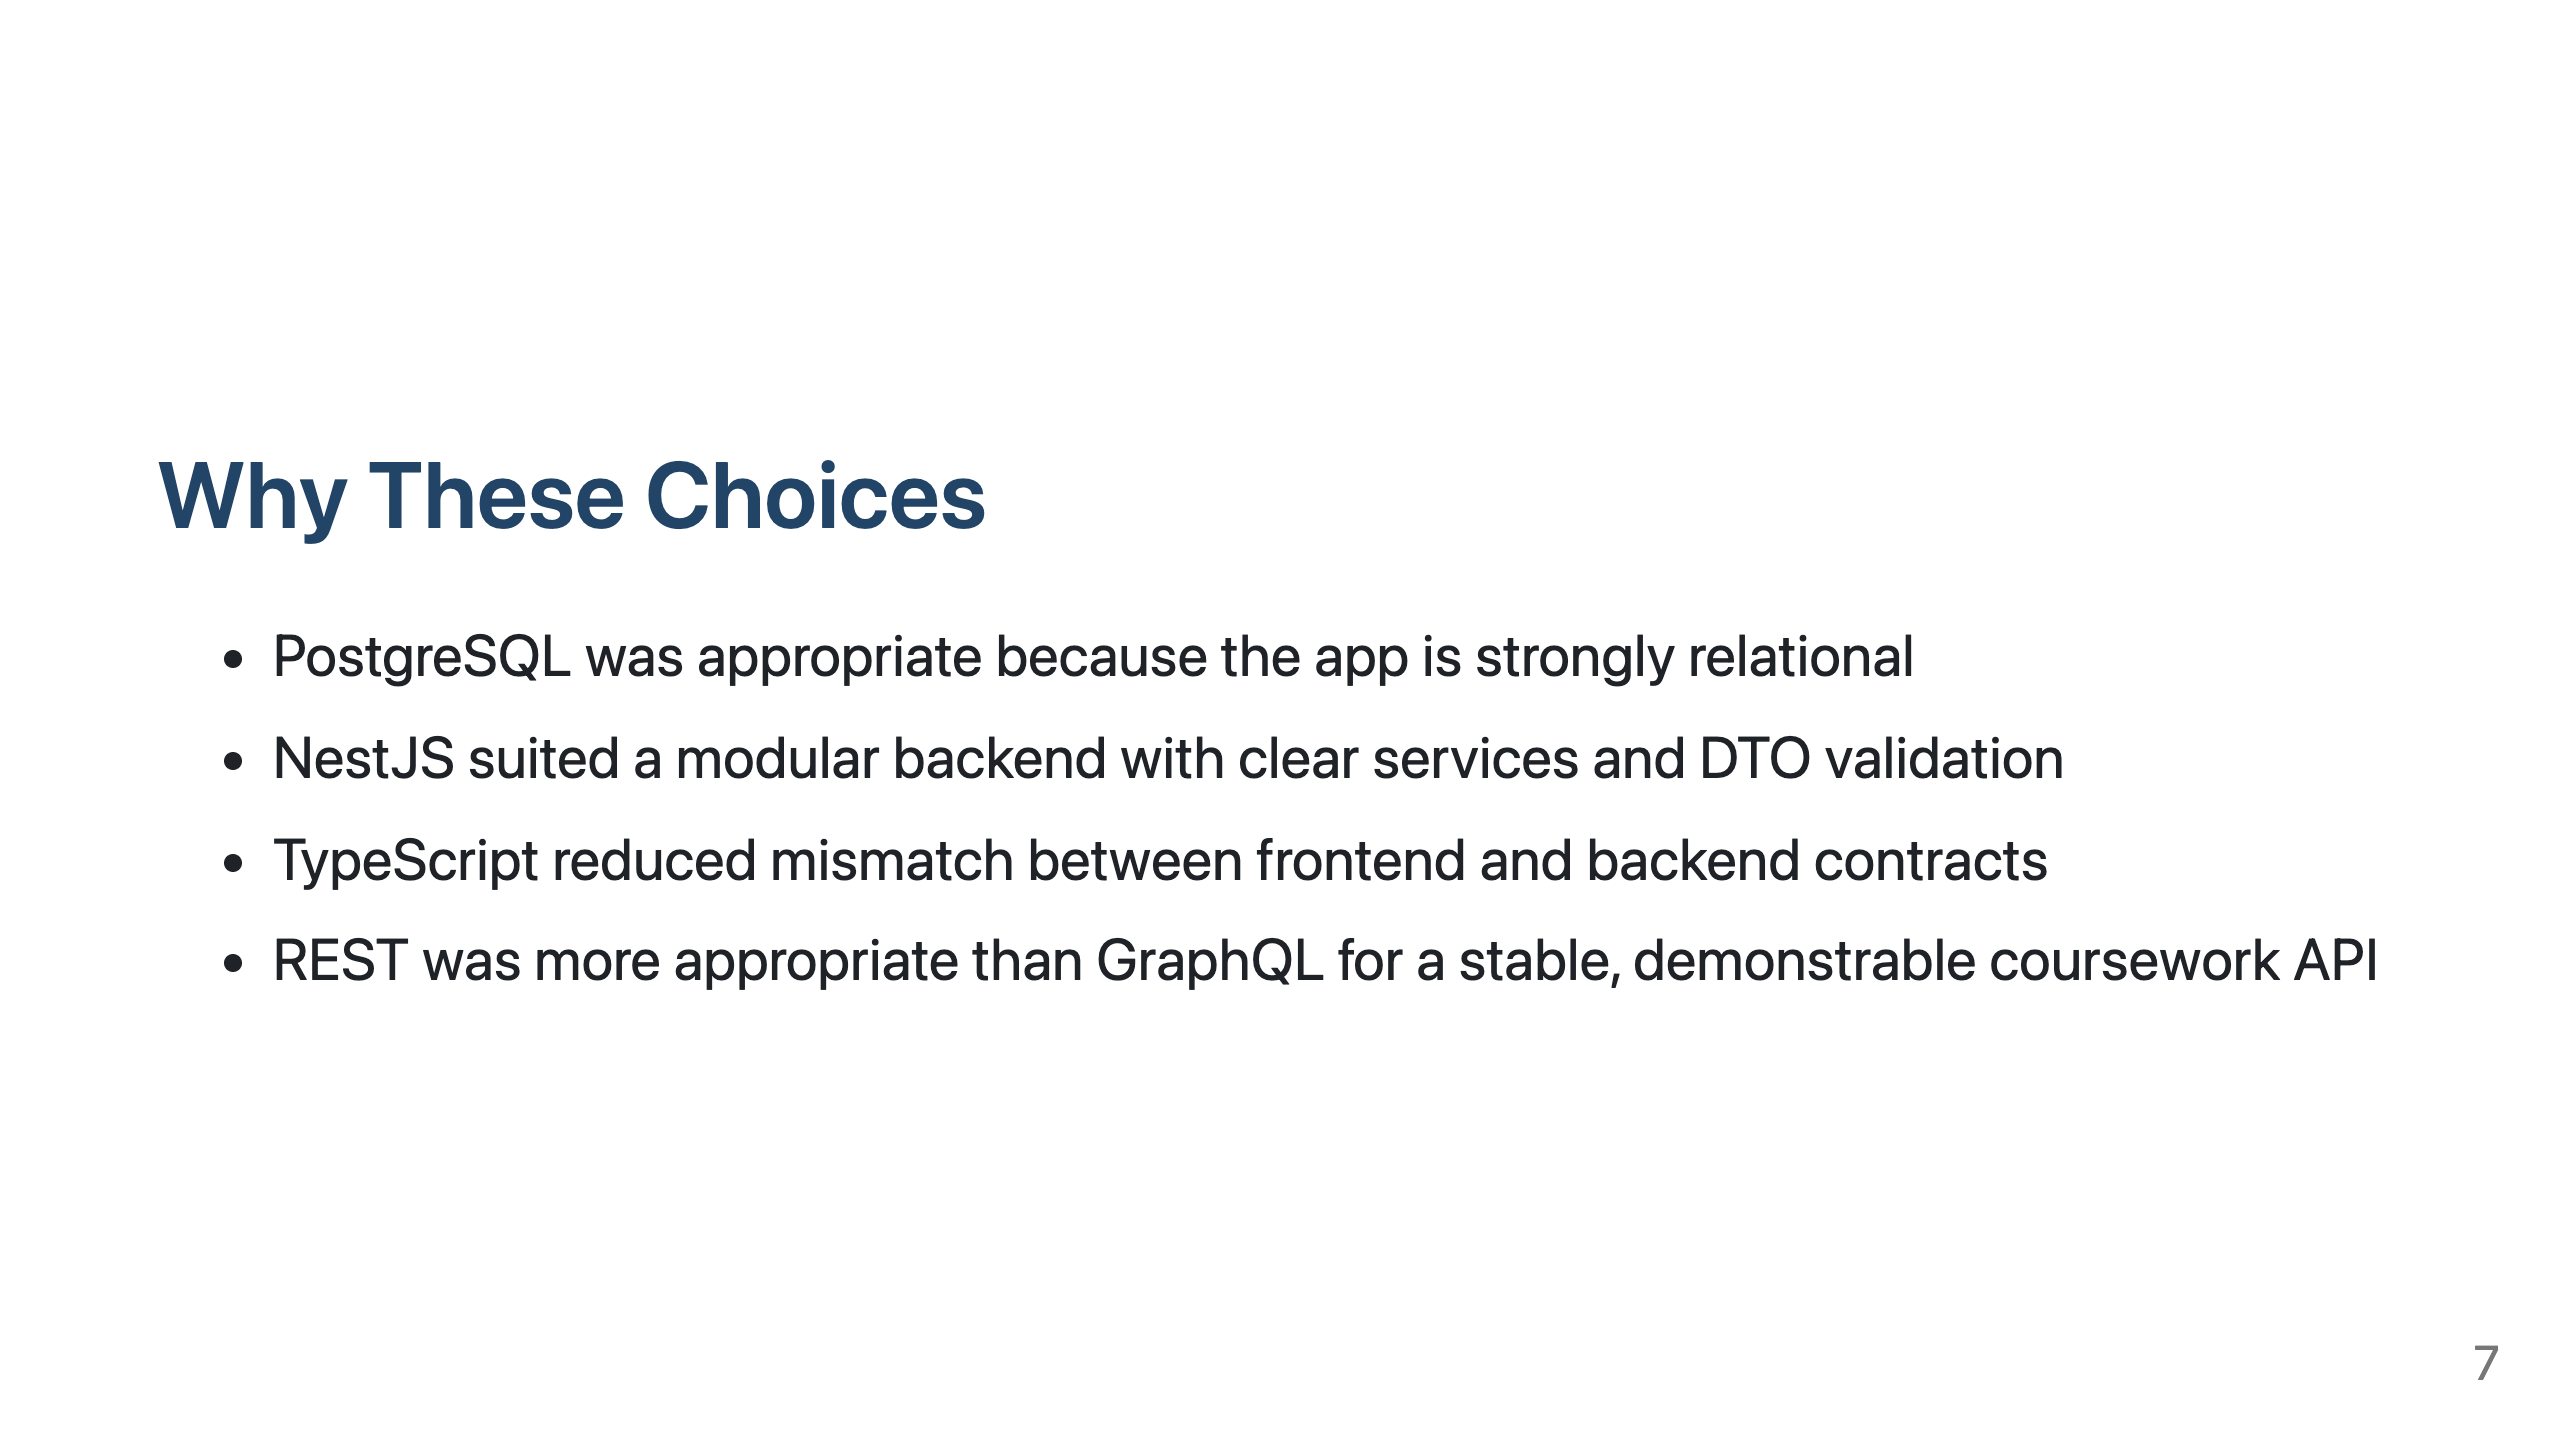 Why These Choices
• PostgreSQL was appropriate because the app is strongly relational
• NestJS suited a modular backend with clear services and DTO validation
• TypeScript reduced mismatch between frontend and backend contracts
• REST was more appropriate than GraphQL for a stable, demonstrable coursework API
7